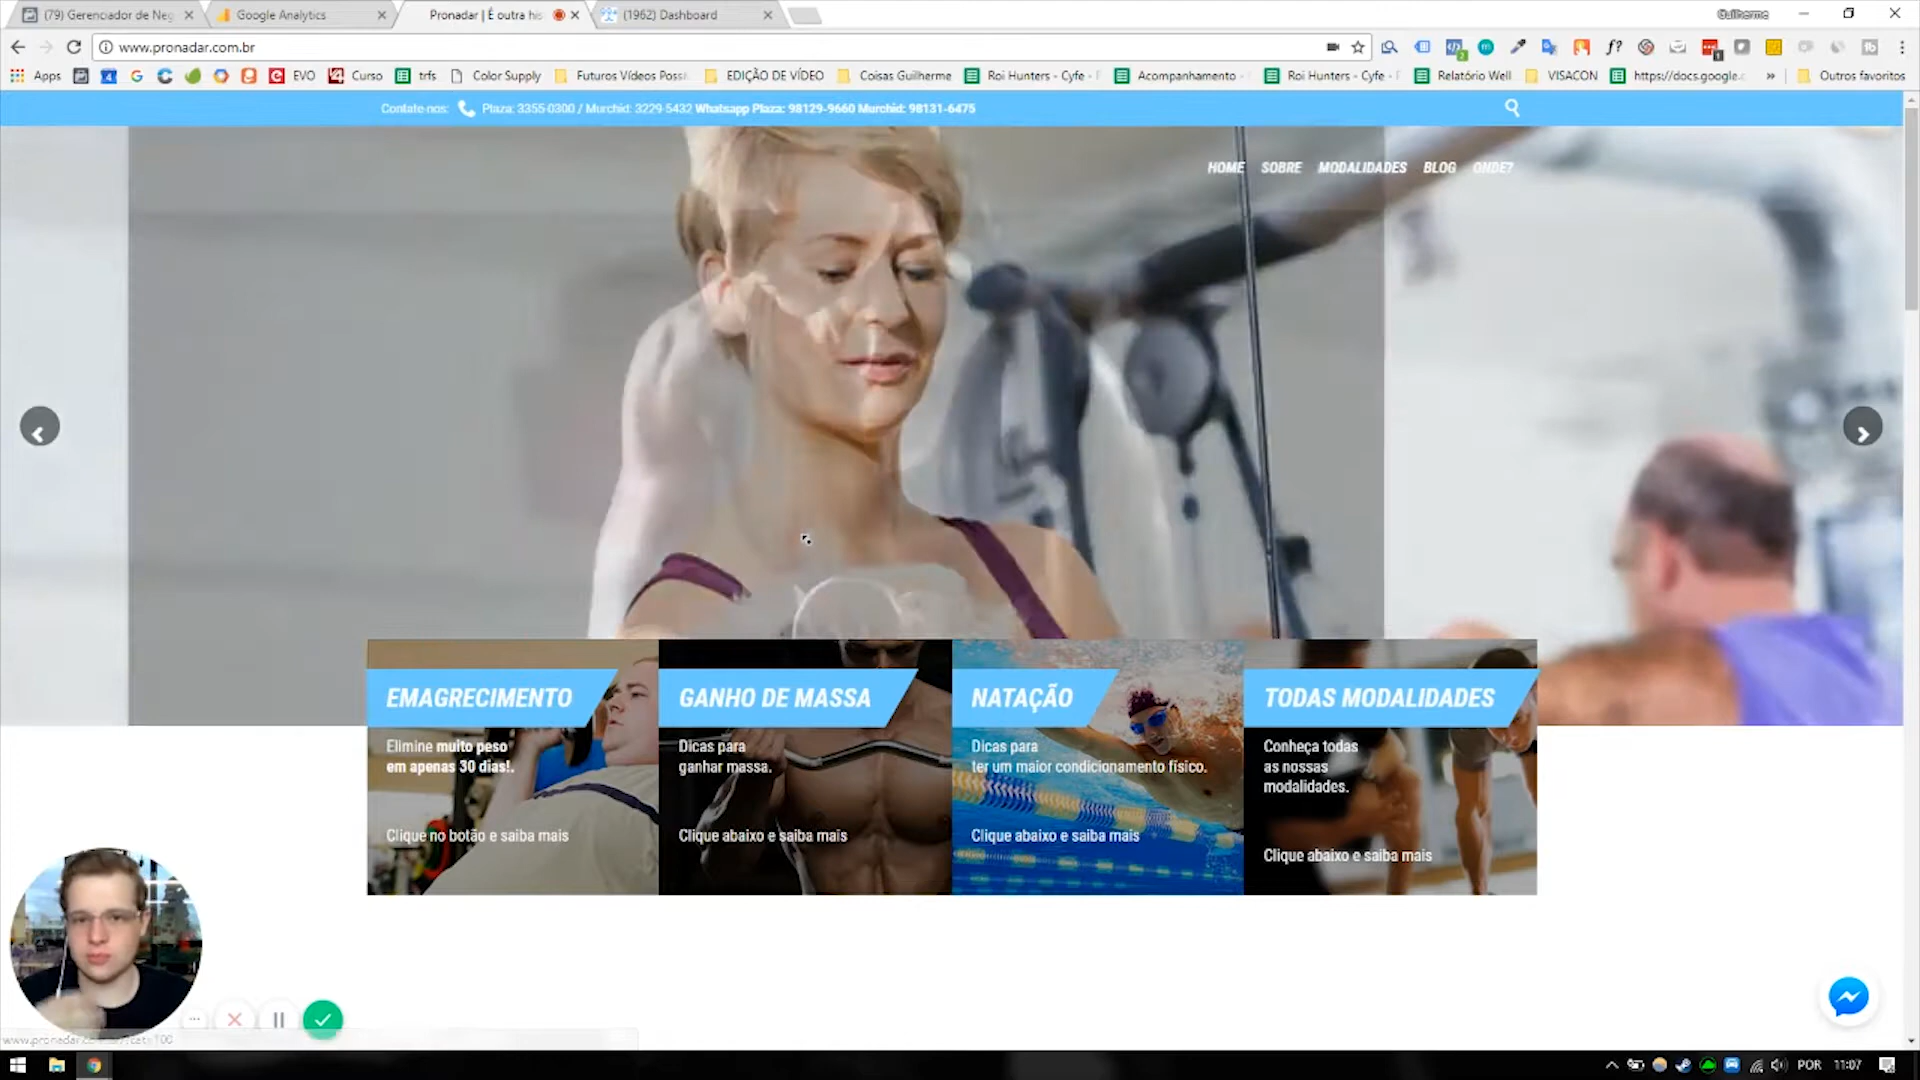 (79) Gerenciador de Neg
Google Analytics
Pronadar | É outra his
(1962) Dashboard
Guilherme
www.pronadar.com.br
Apps
EVO
Curso
trfs
Color Supply
Futuros Vídeos Possí
EDIÇÃO DE VÍDEO
Coisas Guilherme
Roi Hunters - Cyfe -
Acompanhamento -
Roi Hunters - Cyfe -
Relatório Well
VISACON
https://docs.google.c
»
Outros favoritos
Contate-nos: Plaza: 3355-0300 / Murchid: 3229-5432 Whatsapp Plaza: 98129-9660 Murchid: 98131-6475
HOME SOBRE MODALIDADES BLOG ONDE?
EMAGRECIMENTO
Elimine muito peso
em apenas 30 dias!.
Clique no botão e saiba mais
GANHO DE MASSA
Dicas para
ganhar massa.
Clique abaixo e saiba mais
NATAÇÃO
Dicas para
ter um maior condicionamento físico.
Clique abaixo e saiba mais
TODAS MODALIDADES
Conheça todas
as nossas
modalidades.
Clique abaixo e saiba mais
POR 11:07